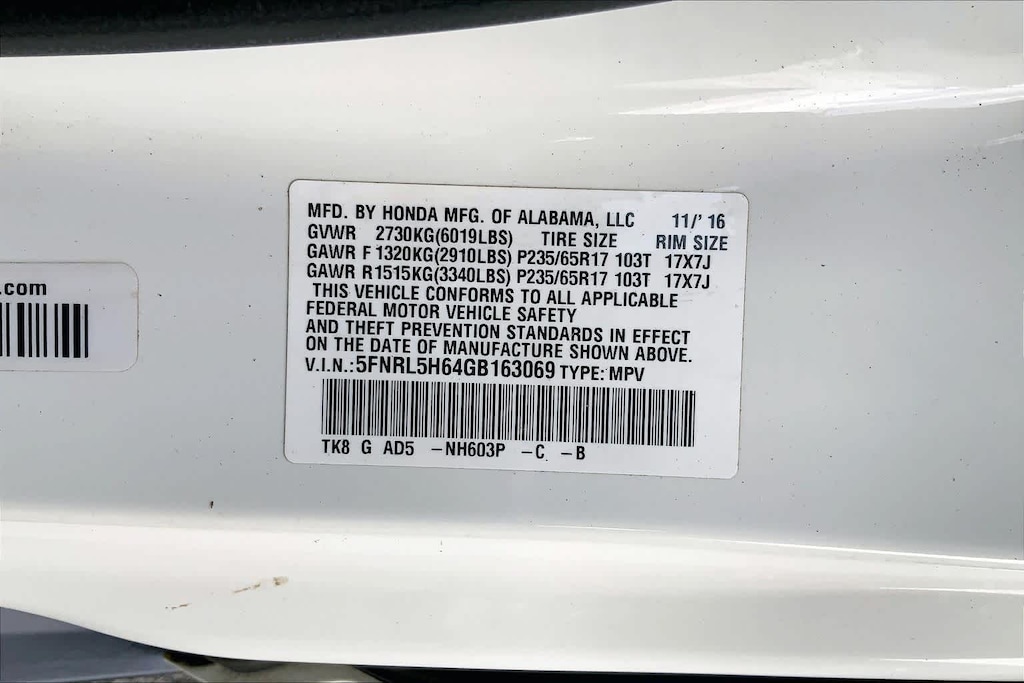 MFD. BY HONDA MFG. OF ALABAMA, LLC 11/' 16
GVWR 2730KG(6019LBS) TIRE SIZE RIM SIZE
GAWR F 1320KG(2910LBS) P235/65R17 103T 17X7J
GAWR R1515KG(3340LBS) P235/65R17 103T 17X7J
THIS VEHICLE CONFORMS TO ALL APPLICABLE
FEDERAL MOTOR VEHICLE SAFETY
AND THEFT PREVENTION STANDARDS IN EFFECT
ON THE DATE OF MANUFACTURE SHOWN ABOVE.
V.I.N.: 5FNRL5H64GB163069 TYPE: MPV
TK8 G AD5 –NH603P –C –B
.com